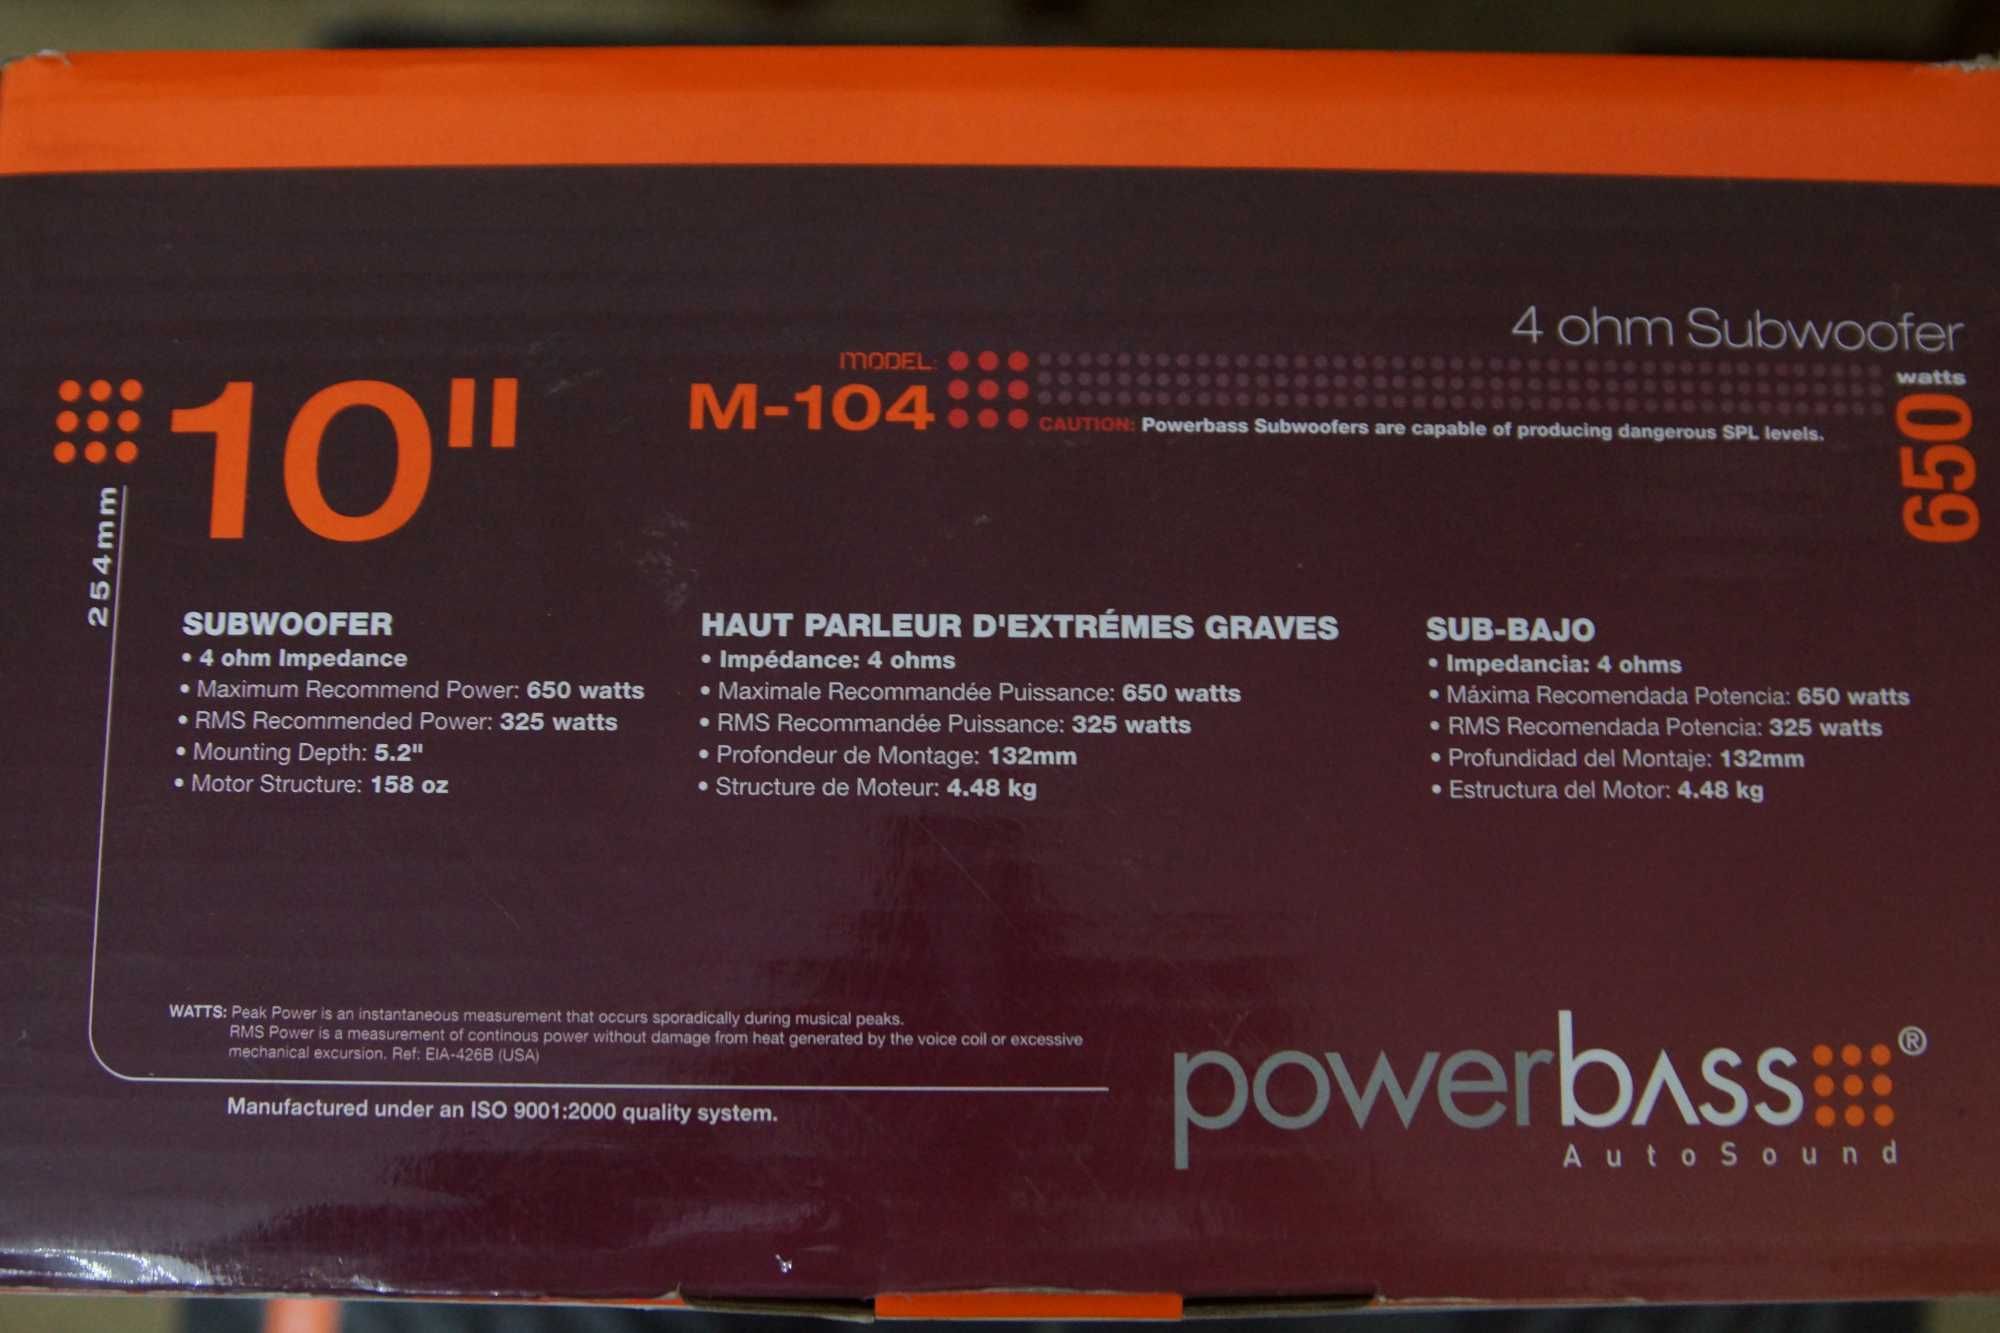 4 ohm Subwoofer
MODEL:
M-104
watts
650
CAUTION: Powerbass Subwoofers are capable of producing dangerous SPL levels.
10"
254mm
SUBWOOFER
• 4 ohm Impedance
• Maximum Recommend Power: 650 watts
• RMS Recommended Power: 325 watts
• Mounting Depth: 5.2"
• Motor Structure: 158 oz
HAUT PARLEUR D'EXTRÉMES GRAVES
• Impédance: 4 ohms
• Maximale Recommandée Puissance: 650 watts
• RMS Recommandée Puissance: 325 watts
• Profondeur de Montage: 132mm
• Structure de Moteur: 4.48 kg
SUB-BAJO
• Impedancia: 4 ohms
• Máxima Recomendada Potencia: 650 watts
• RMS Recomendada Potencia: 325 watts
• Profundidad del Montaje: 132mm
• Estructura del Motor: 4.48 kg
WATTS: Peak Power is an instantaneous measurement that occurs sporadically during musical peaks.
RMS Power is a measurement of continous power without damage from heat generated by the voice coil or excessive
mechanical excursion. Ref: EIA-426B (USA)
Manufactured under an ISO 9001:2000 quality system.
powerbass®
AutoSound